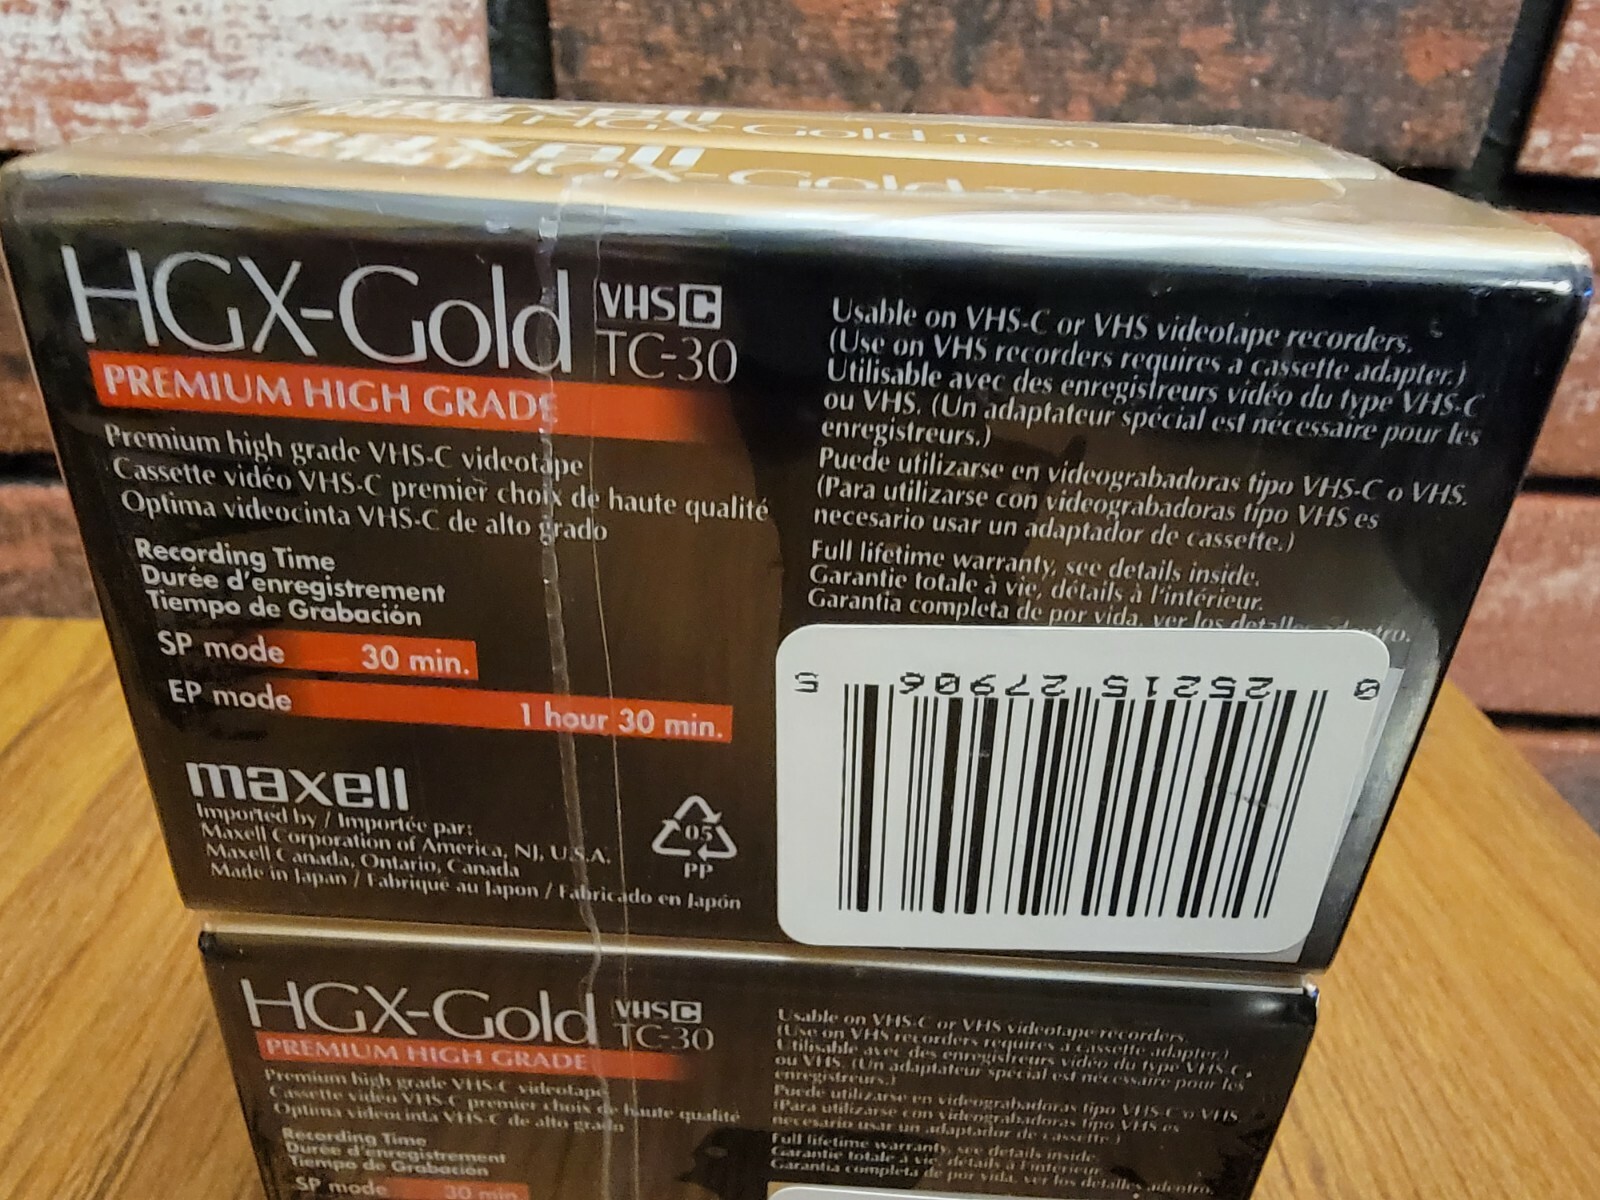 maxell HGX-Gold TC-30
maxell HGX-Gold
HGX-Gold VHSC
TC-30
PREMIUM HIGH GRADE
Premium high grade VHS-C videotape
Cassette vidéo VHS-C premier choix de haute qualité
Optima videocinta VHS-C de alto grado
Recording Time
Durée d'enregistrement
Tiempo de Grabación
SP mode 30 min.
EP mode 1 hour 30 min.
maxell
Imported by / Importée par:
Maxell Corporation of America, NJ, U.S.A.
Maxell Canada, Ontario, Canada
Made in Japan / Fabriqué au Japon / Fabricado en Japón
05
PP
Usable on VHS-C or VHS videotape recorders.
(Use on VHS recorders requires a cassette adapter.)
Utilisable avec des enregistreurs vidéo du type VHS-C
ou VHS. (Un adaptateur spécial est nécessaire pour les
enregistreurs.)
Puede utilizarse en videograbadoras tipo VHS-C o VHS.
(Para utilizarse con videograbadoras tipo VHS es
necesario usar un adaptador de cassette.)
Full lifetime warranty, see details inside.
Garantie totale à vie, détails à l'intérieur.
Garantia completa de por vida, ver los detalles adentro.
0 25215 27906 5
HGX-Gold VHSC
TC-30
PREMIUM HIGH GRADE
Premium high grade VHS-C videotape
Cassette vidéo VHS-C premier choix de haute qualité
Optima videocinta VHS-C de alto grado
Recording Time
Durée d'enregistrement
Tiempo de Grabación
SP mode 30 min.
Usable on VHS-C or VHS videotape recorders.
(Use on VHS recorders requires a cassette adapter.)
Utilisable avec des enregistreurs vidéo du type VHS-C
ou VHS. (Un adaptateur spécial est nécessaire pour les
enregistreurs.)
Puede utilizarse en videograbadoras tipo VHS-C o VHS.
(Para utilizarse con videograbadoras tipo VHS es
necesario usar un adaptador de cassette.)
Full lifetime warranty, see details inside.
Garantie totale à vie, détails à l'intérieur.
Garantia completa de por vida, ver los detalles adentro.